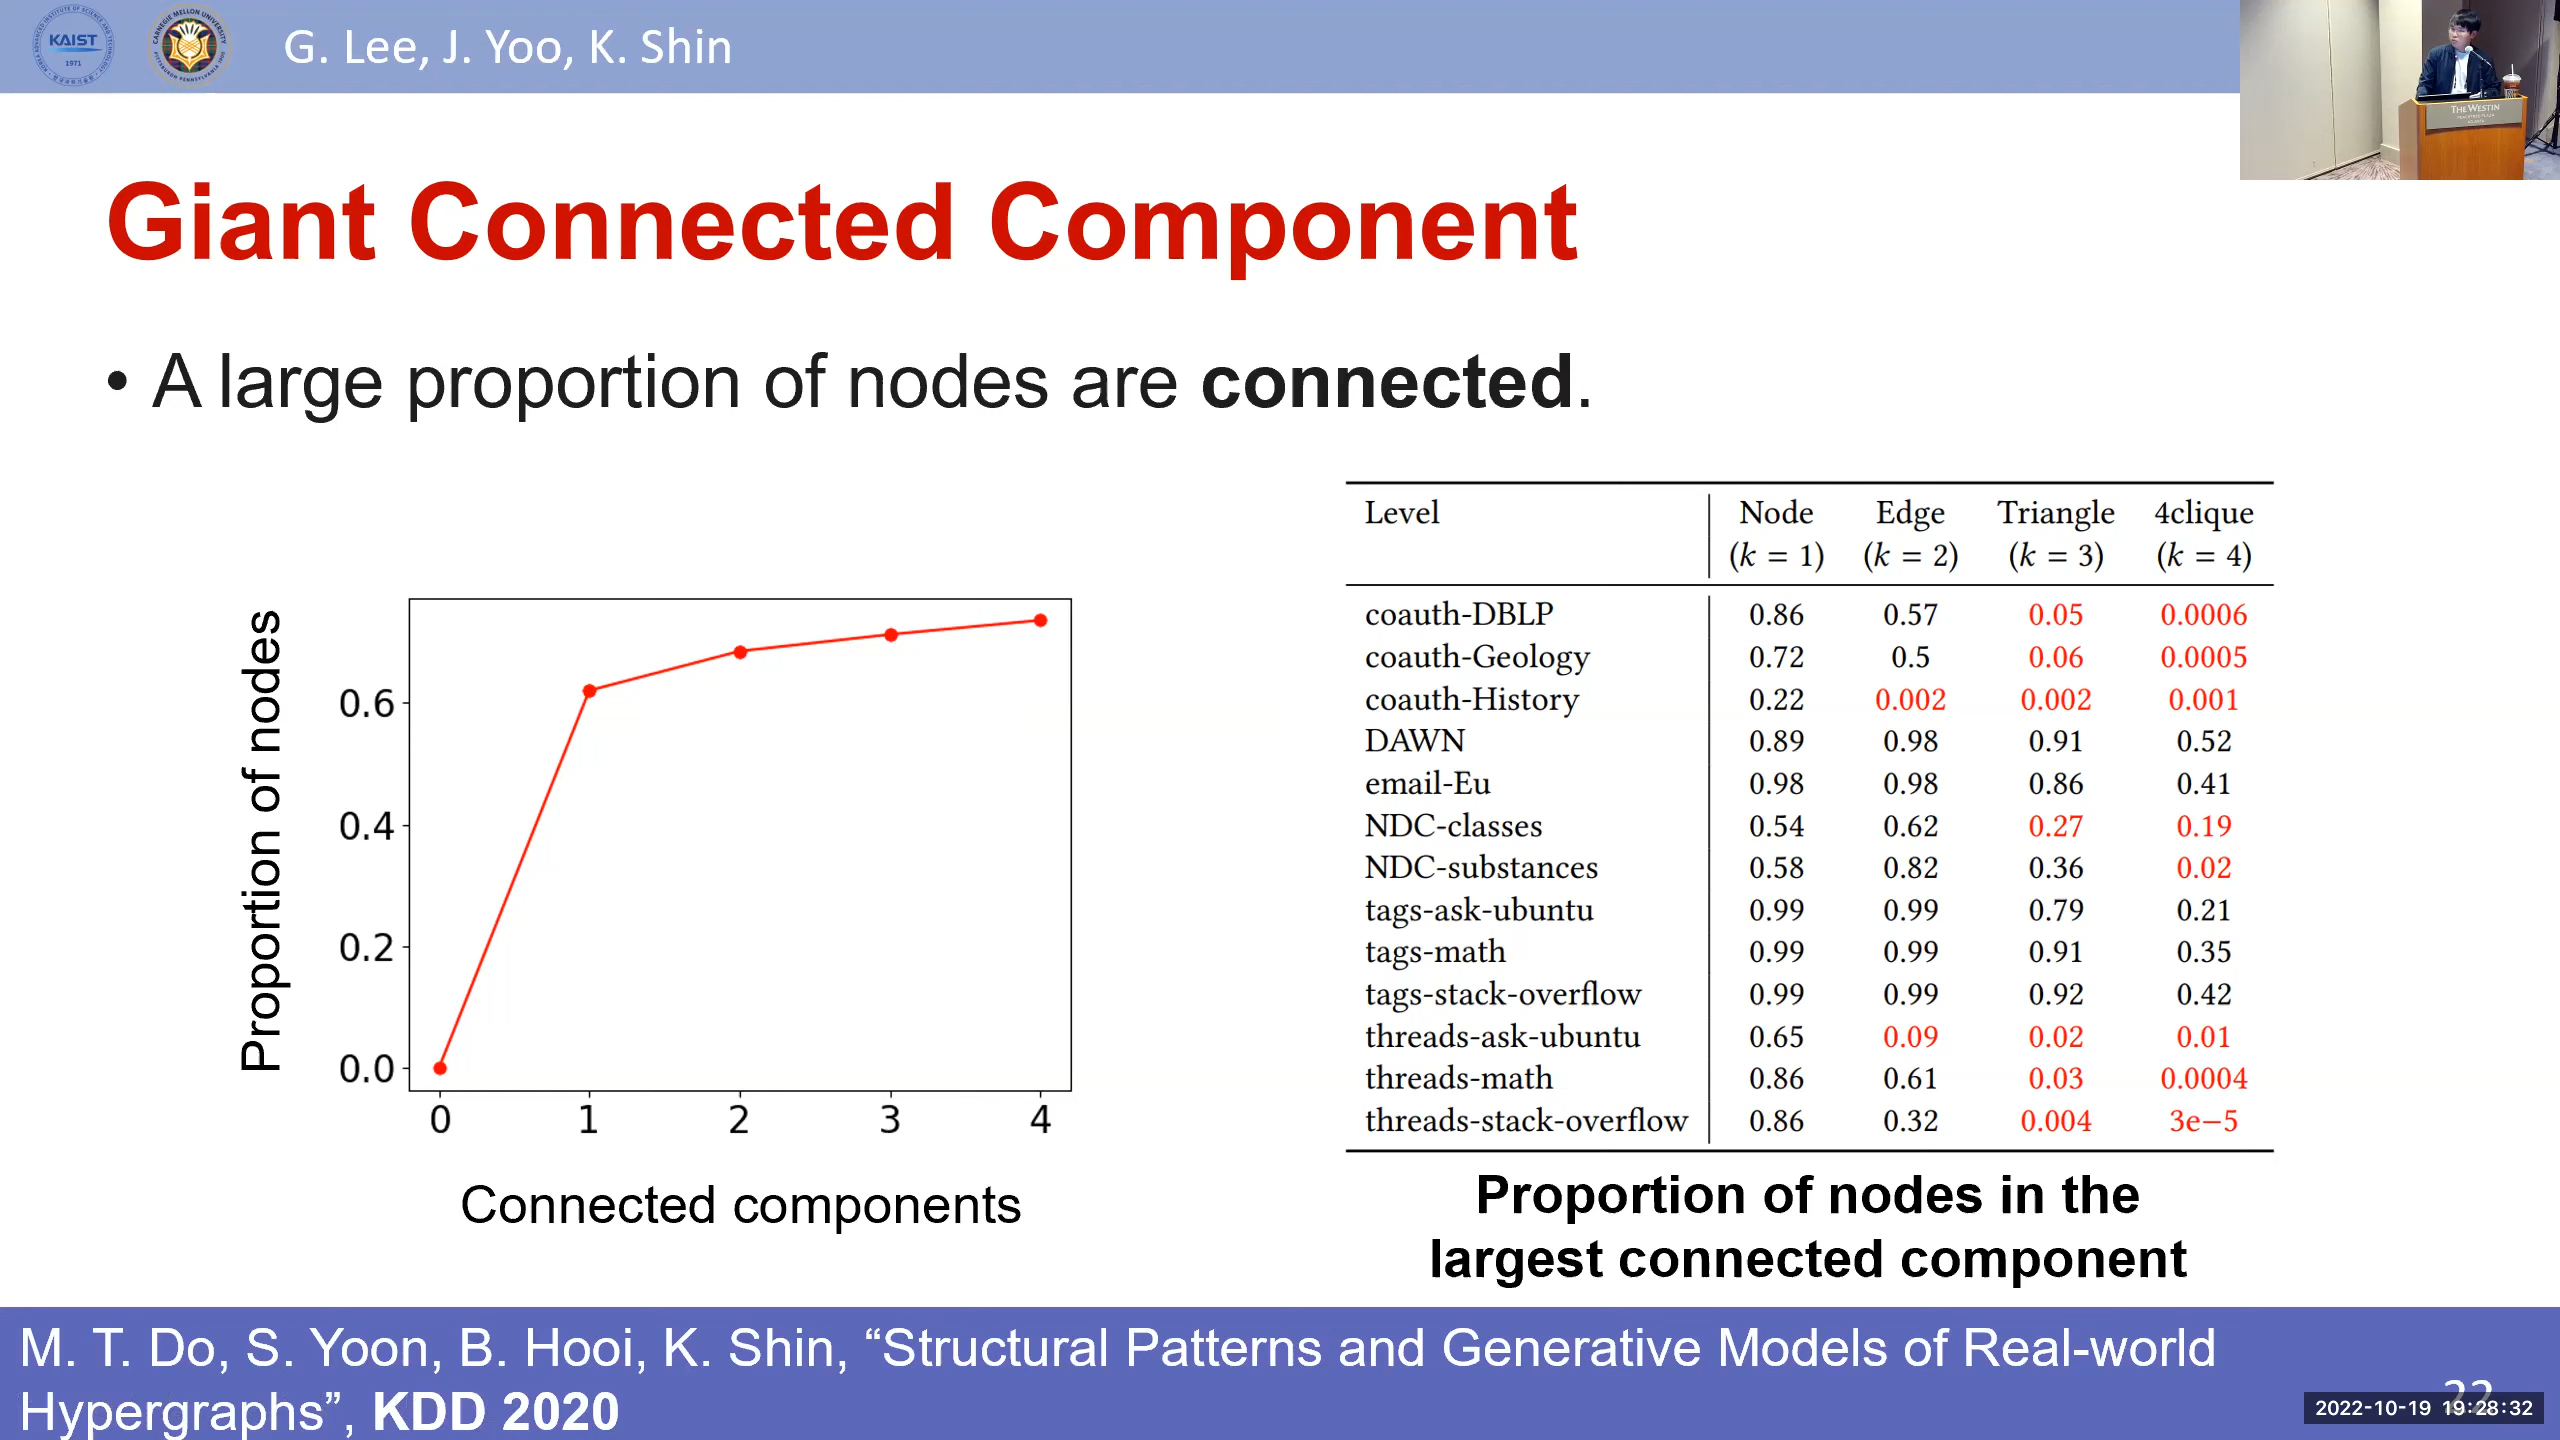 KAIST
1971
CARNEGIE MELLON UNIVERSITY
G. Lee, J. Yoo, K. Shin
THE WESTIN
Giant Connected Component
• A large proportion of nodes are connected.
Proportion of nodes
0.6
0.4
0.2
0.0
0 1 2 3 4
Connected components
Level Node Edge Triangle 4clique
(k = 1) (k = 2) (k = 3) (k = 4)
coauth-DBLP 0.86 0.57 0.05 0.0006
coauth-Geology 0.72 0.5 0.06 0.0005
coauth-History 0.22 0.002 0.002 0.001
DAWN 0.89 0.98 0.91 0.52
email-Eu 0.98 0.98 0.86 0.41
NDC-classes 0.54 0.62 0.27 0.19
NDC-substances 0.58 0.82 0.36 0.02
tags-ask-ubuntu 0.99 0.99 0.79 0.21
tags-math 0.99 0.99 0.91 0.35
tags-stack-overflow 0.99 0.99 0.92 0.42
threads-ask-ubuntu 0.65 0.09 0.02 0.01
threads-math 0.86 0.61 0.03 0.0004
threads-stack-overflow 0.86 0.32 0.004 3e−5
Proportion of nodes in the
largest connected component
M. T. Do, S. Yoon, B. Hooi, K. Shin, “Structural Patterns and Generative Models of Real-world
Hypergraphs”, KDD 2020
22
2022-10-19 19:28:32